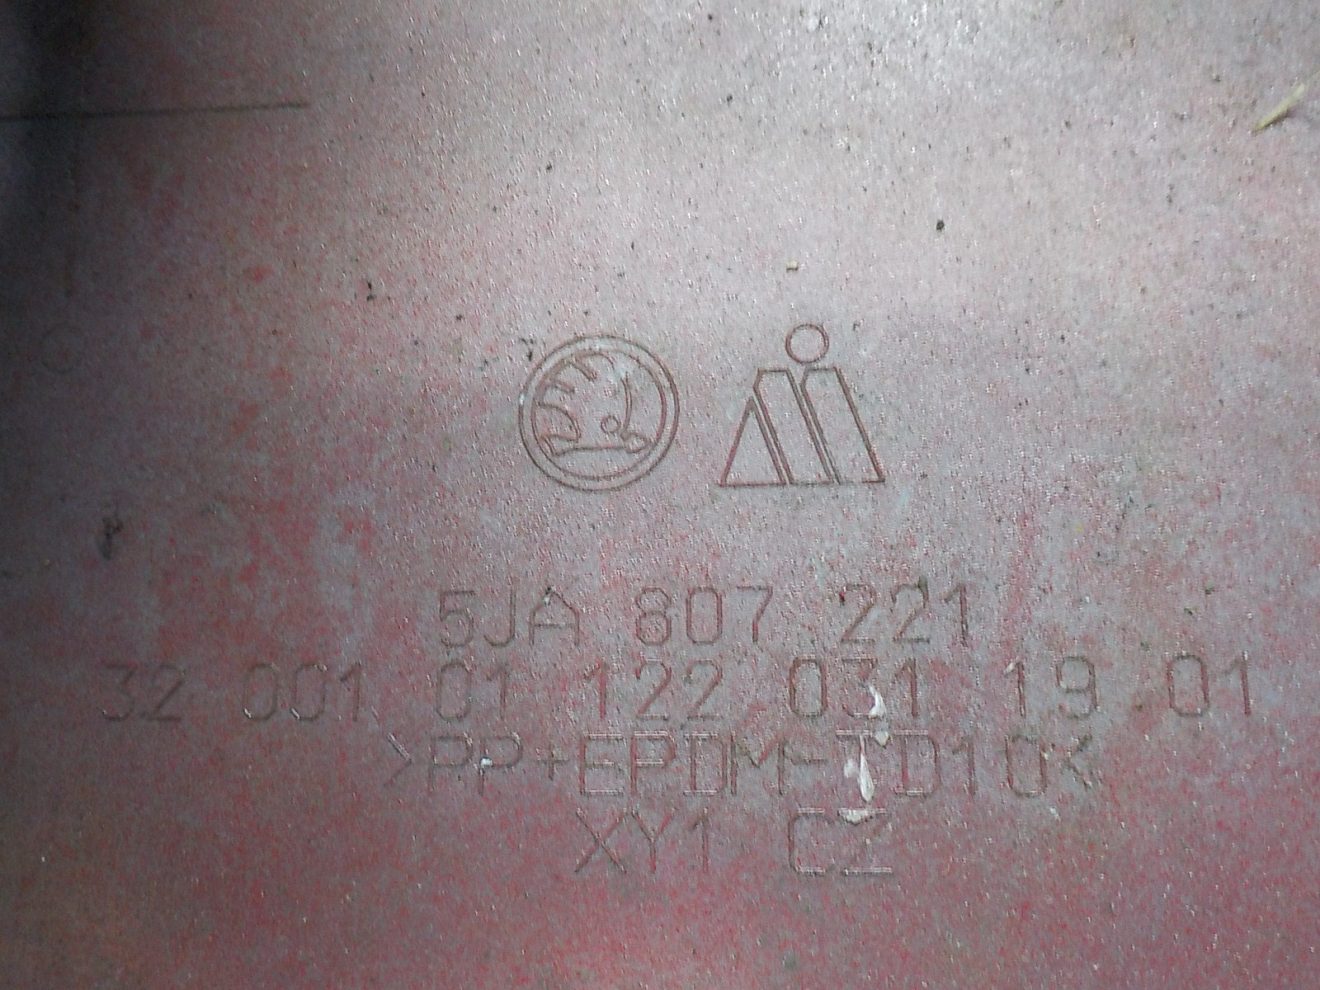 5JA 807 221
32 001 01 122 031 19 01
>PP+EPDM-TD10<
XY1 CZ